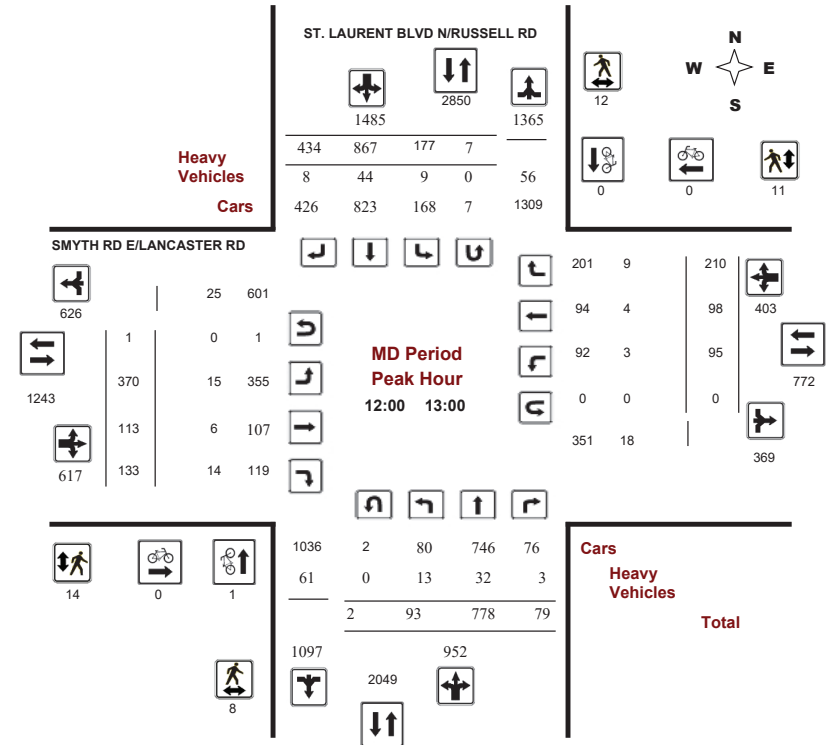 ST. LAURENT BLVD N/RUSSELL RD
N
W E
S
2850
12
1485 1365
434 867 177 7
Heavy
Vehicles
8 44 9 0 56
0 0 11
Cars
426 823 168 7 1309
SMYTH RD E/LANCASTER RD
201 9 210
626
25 601
94 4 98 403
1 0 1
MD Period
92 3 95
Peak Hour
1243
370 15 355
772
12:00 13:00
0 0 0
113 6 107
351 18
369
617
133 14 119
1036 2 80 746 76
Cars
61 0 13 32 3
Heavy
Vehicles
14 0 1
2 93 778 79
Total
1097 952
2049
8